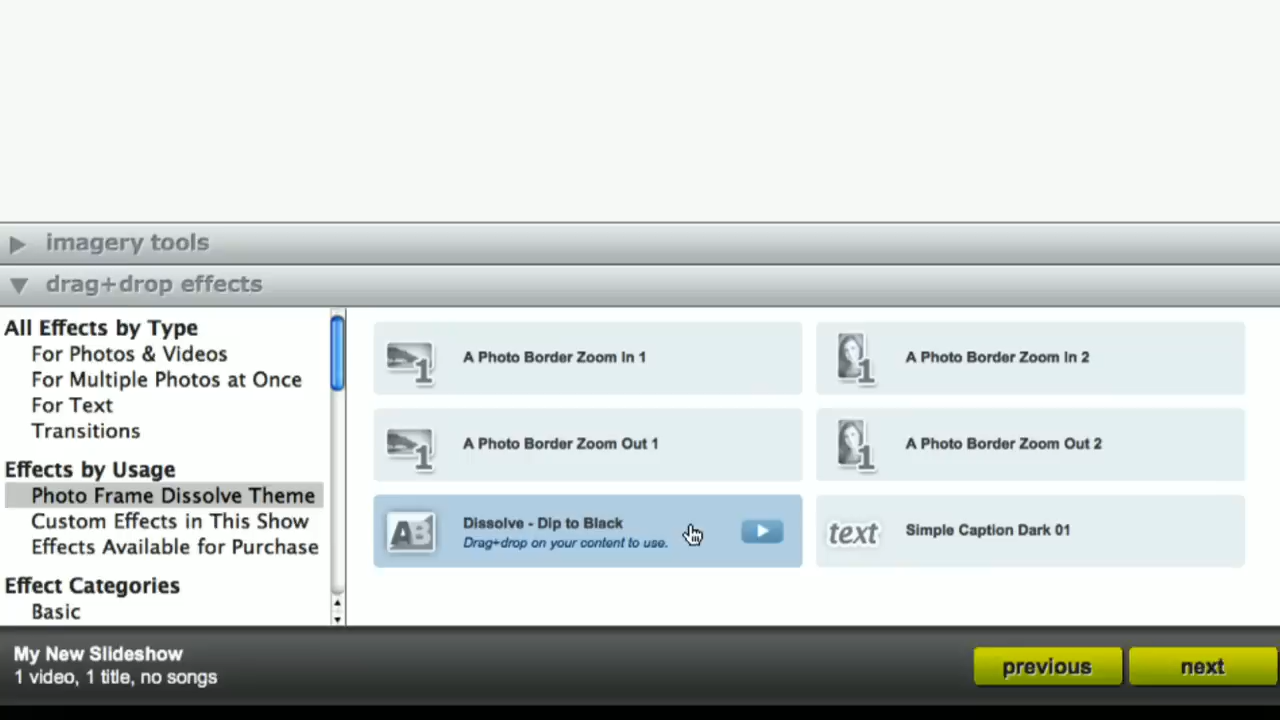 imagery tools
drag+drop effects
All Effects by Type
For Photos & Videos
For Multiple Photos at Once
For Text
Transitions
Effects by Usage
Photo Frame Dissolve Theme
Custom Effects in This Show
Effects Available for Purchase
Effect Categories
Basic
1
A Photo Border Zoom In 1
1
A Photo Border Zoom In 2
1
A Photo Border Zoom Out 1
1
A Photo Border Zoom Out 2
AB
Dissolve - Dip to Black
Drag+drop on your content to use.
text
Simple Caption Dark 01
My New Slideshow
1 video, 1 title, no songs
previous
next